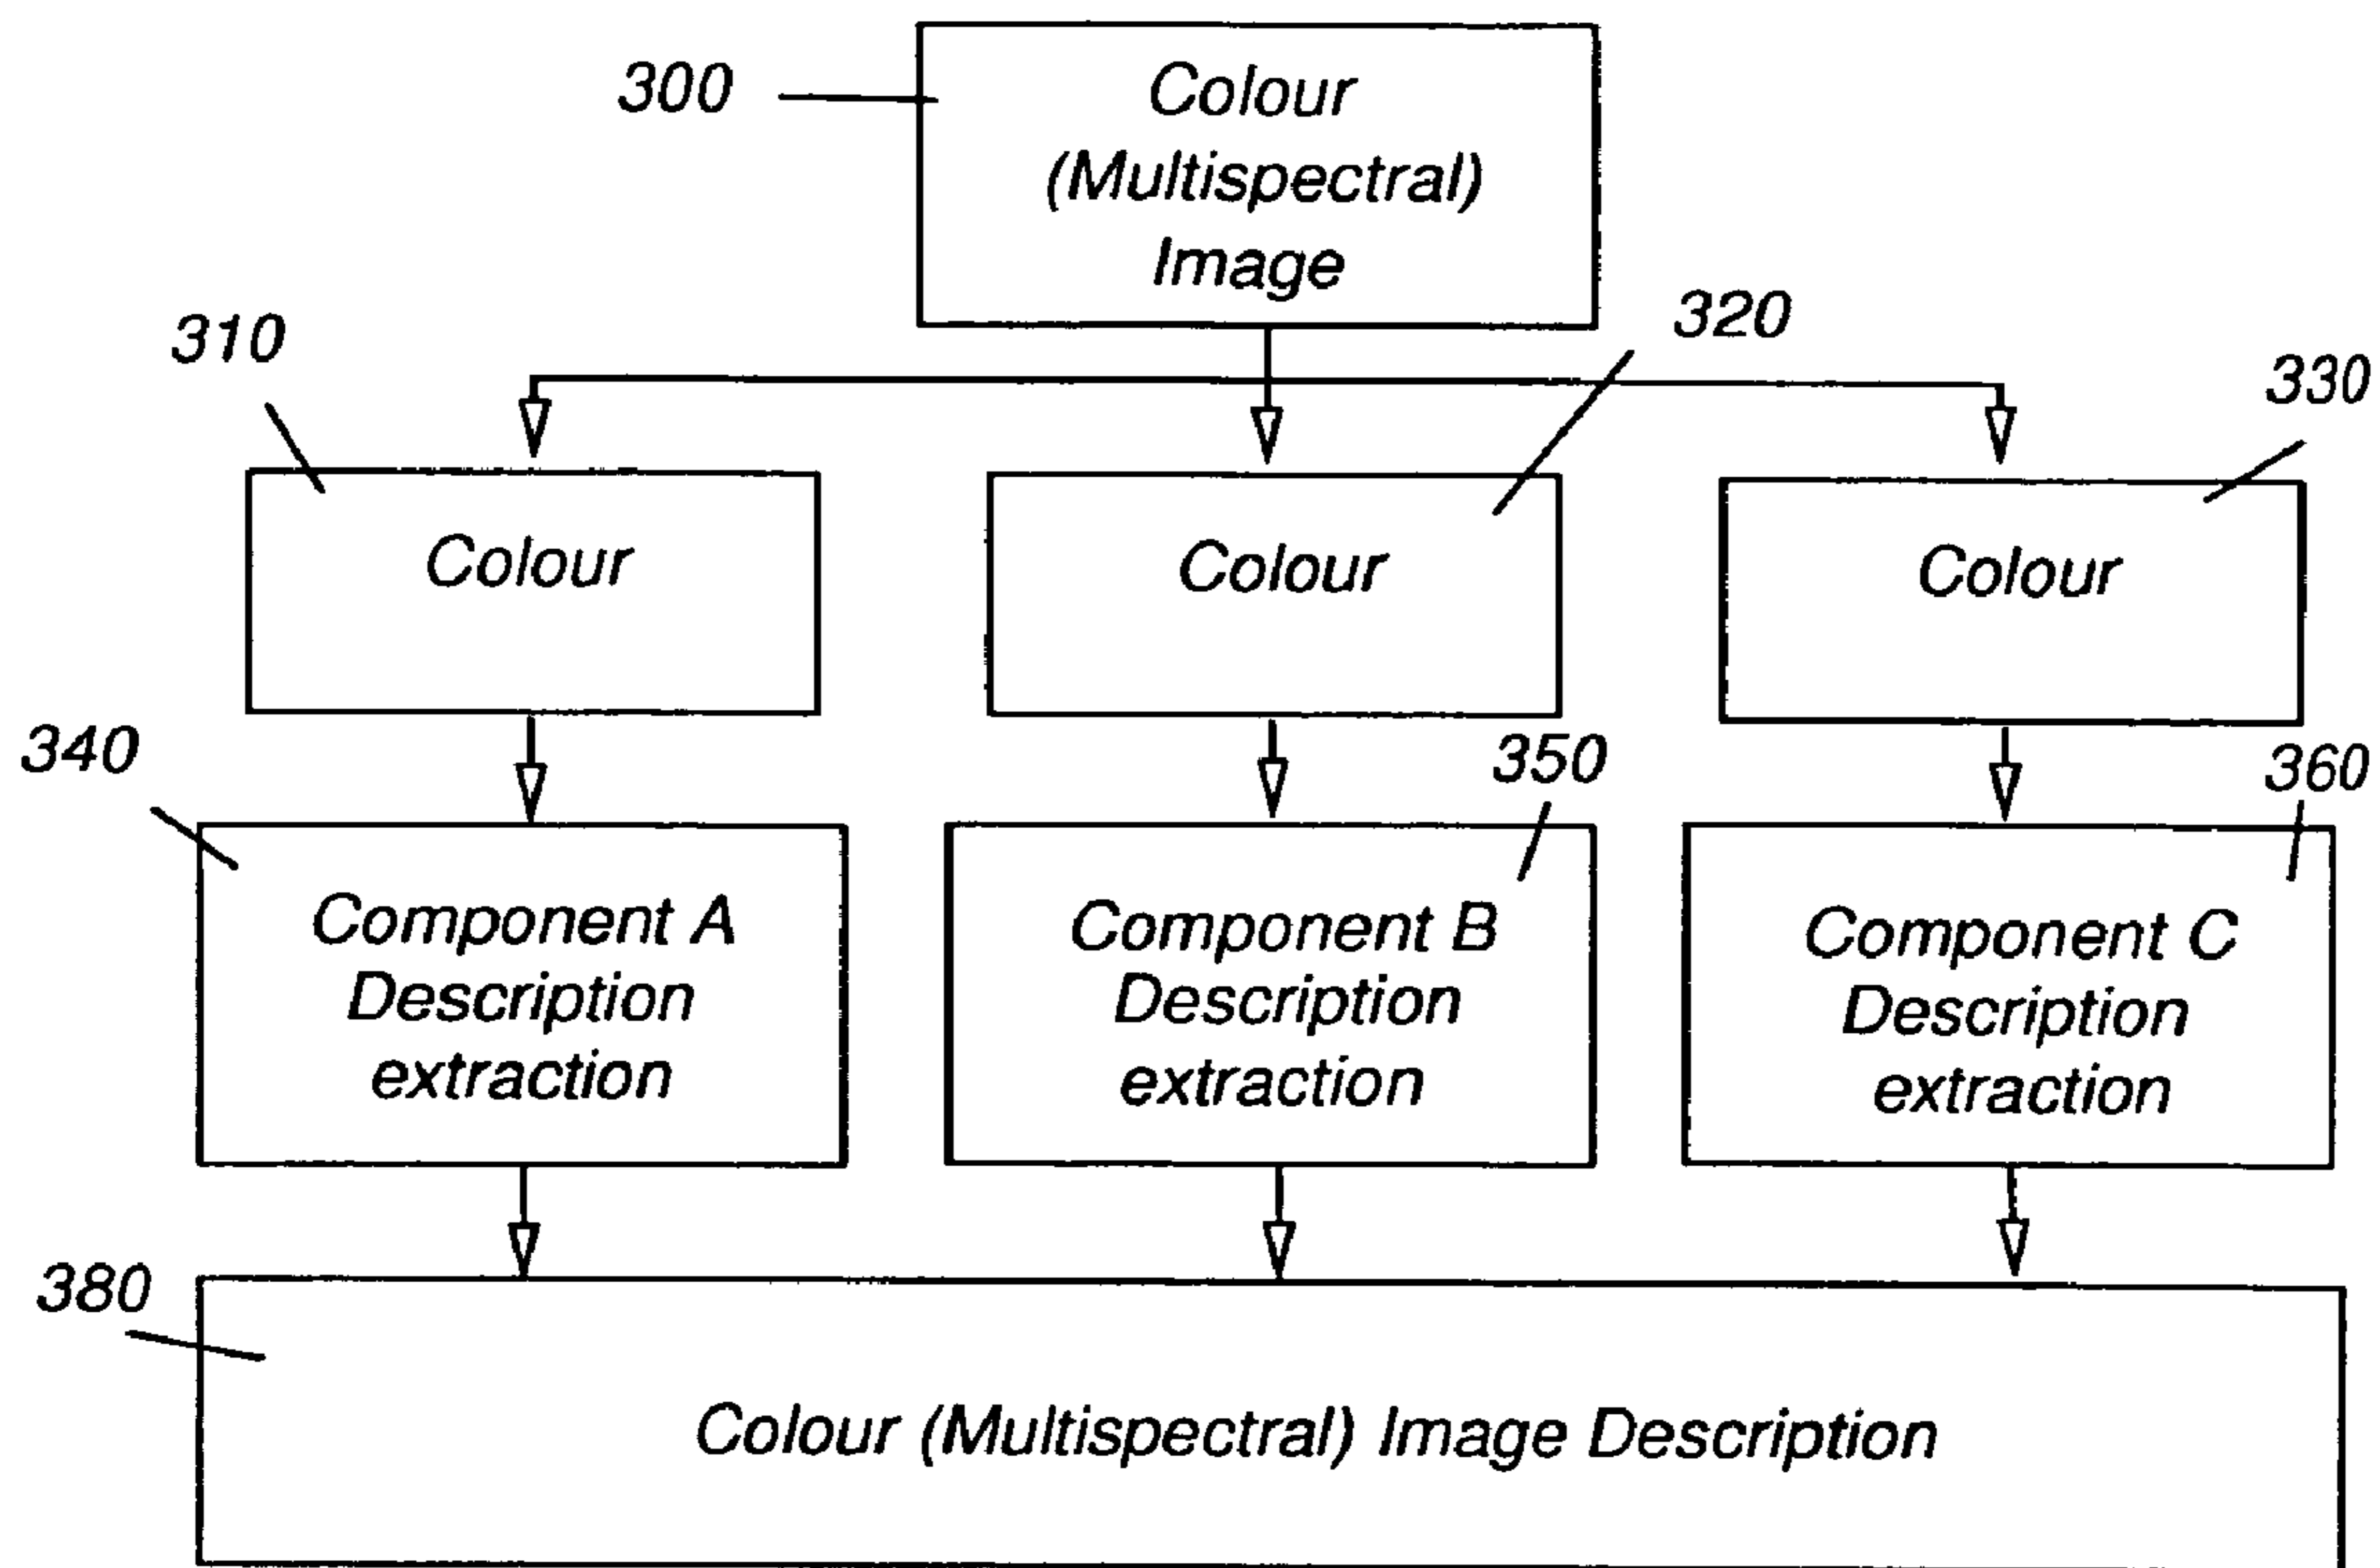 300
Colour
(Multispectral)
Image
310
320
330
Colour
Colour
Colour
340
350
360
Component A
Description
extraction
Component B
Description
extraction
Component C
Description
extraction
380
Colour (Multispectral) Image Description